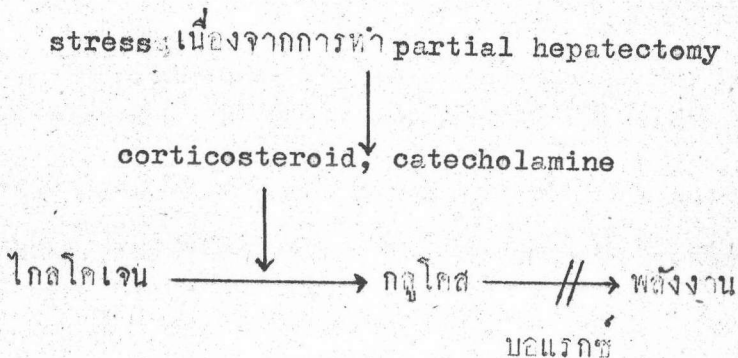 stress เนื่องจากการทำ partial hepatectomy
corticosteroid, catecholamine
ไกลโคเจน กลูโคส พลังงาน
บอแรกซ์